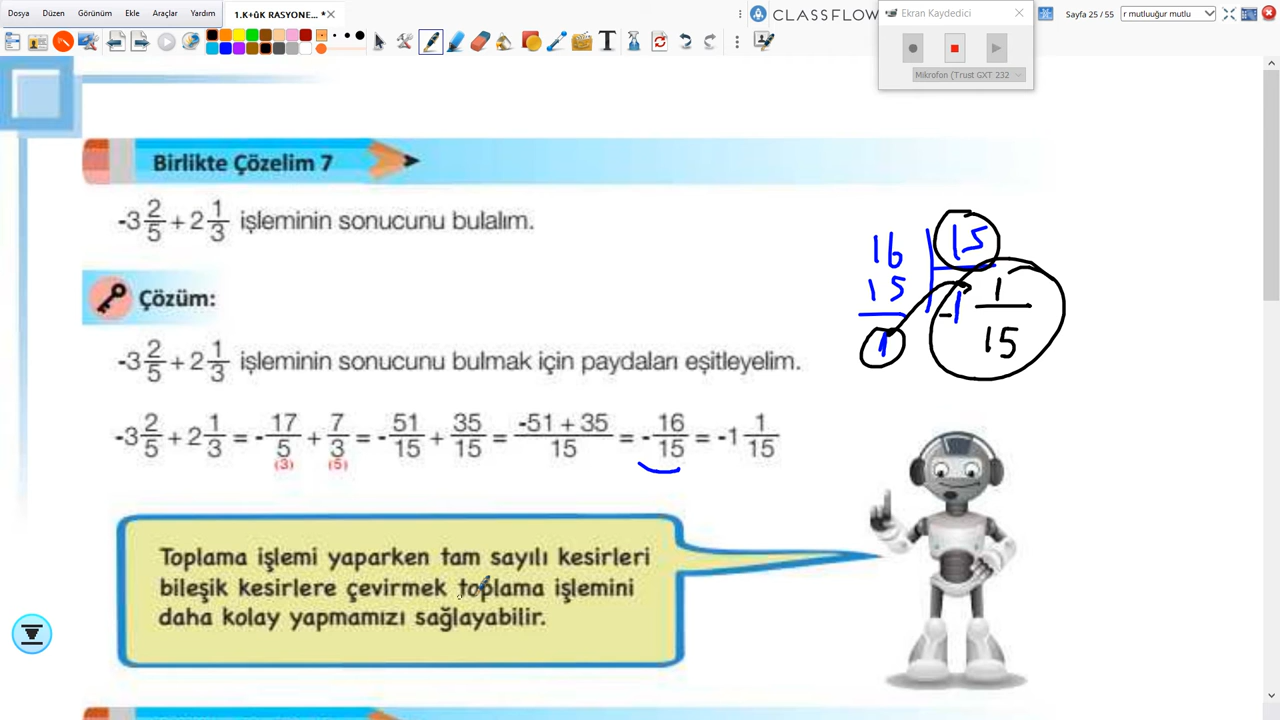 Dosya Düzen Görünüm Ekle Araçlar Yardım
1.K+ûK RASYONE... *
CLASSFLOW
Ekran Kaydedici
Sayfa 25 / 55
r mutluuğur mutlu
Mikrofon (Trust GXT 232
Birlikte Çözelim 7
-3 2/5 + 2 1/3 işleminin sonucunu bulalım.
16 15
15 -1 1/15
1
Çözüm:
-3 2/5 + 2 1/3 işleminin sonucunu bulmak için paydaları eşitleyelim.
-3 2/5 + 2 1/3 = - 17/5 + 7/3 = - 51/15 + 35/15 = -51 + 35/15 = - 16/15 = -1 1/15
(3) (5)
Toplama işlemi yaparken tam sayılı kesirleri
bileşik kesirlere çevirmek toplama işlemini
daha kolay yapmamızı sağlayabilir.